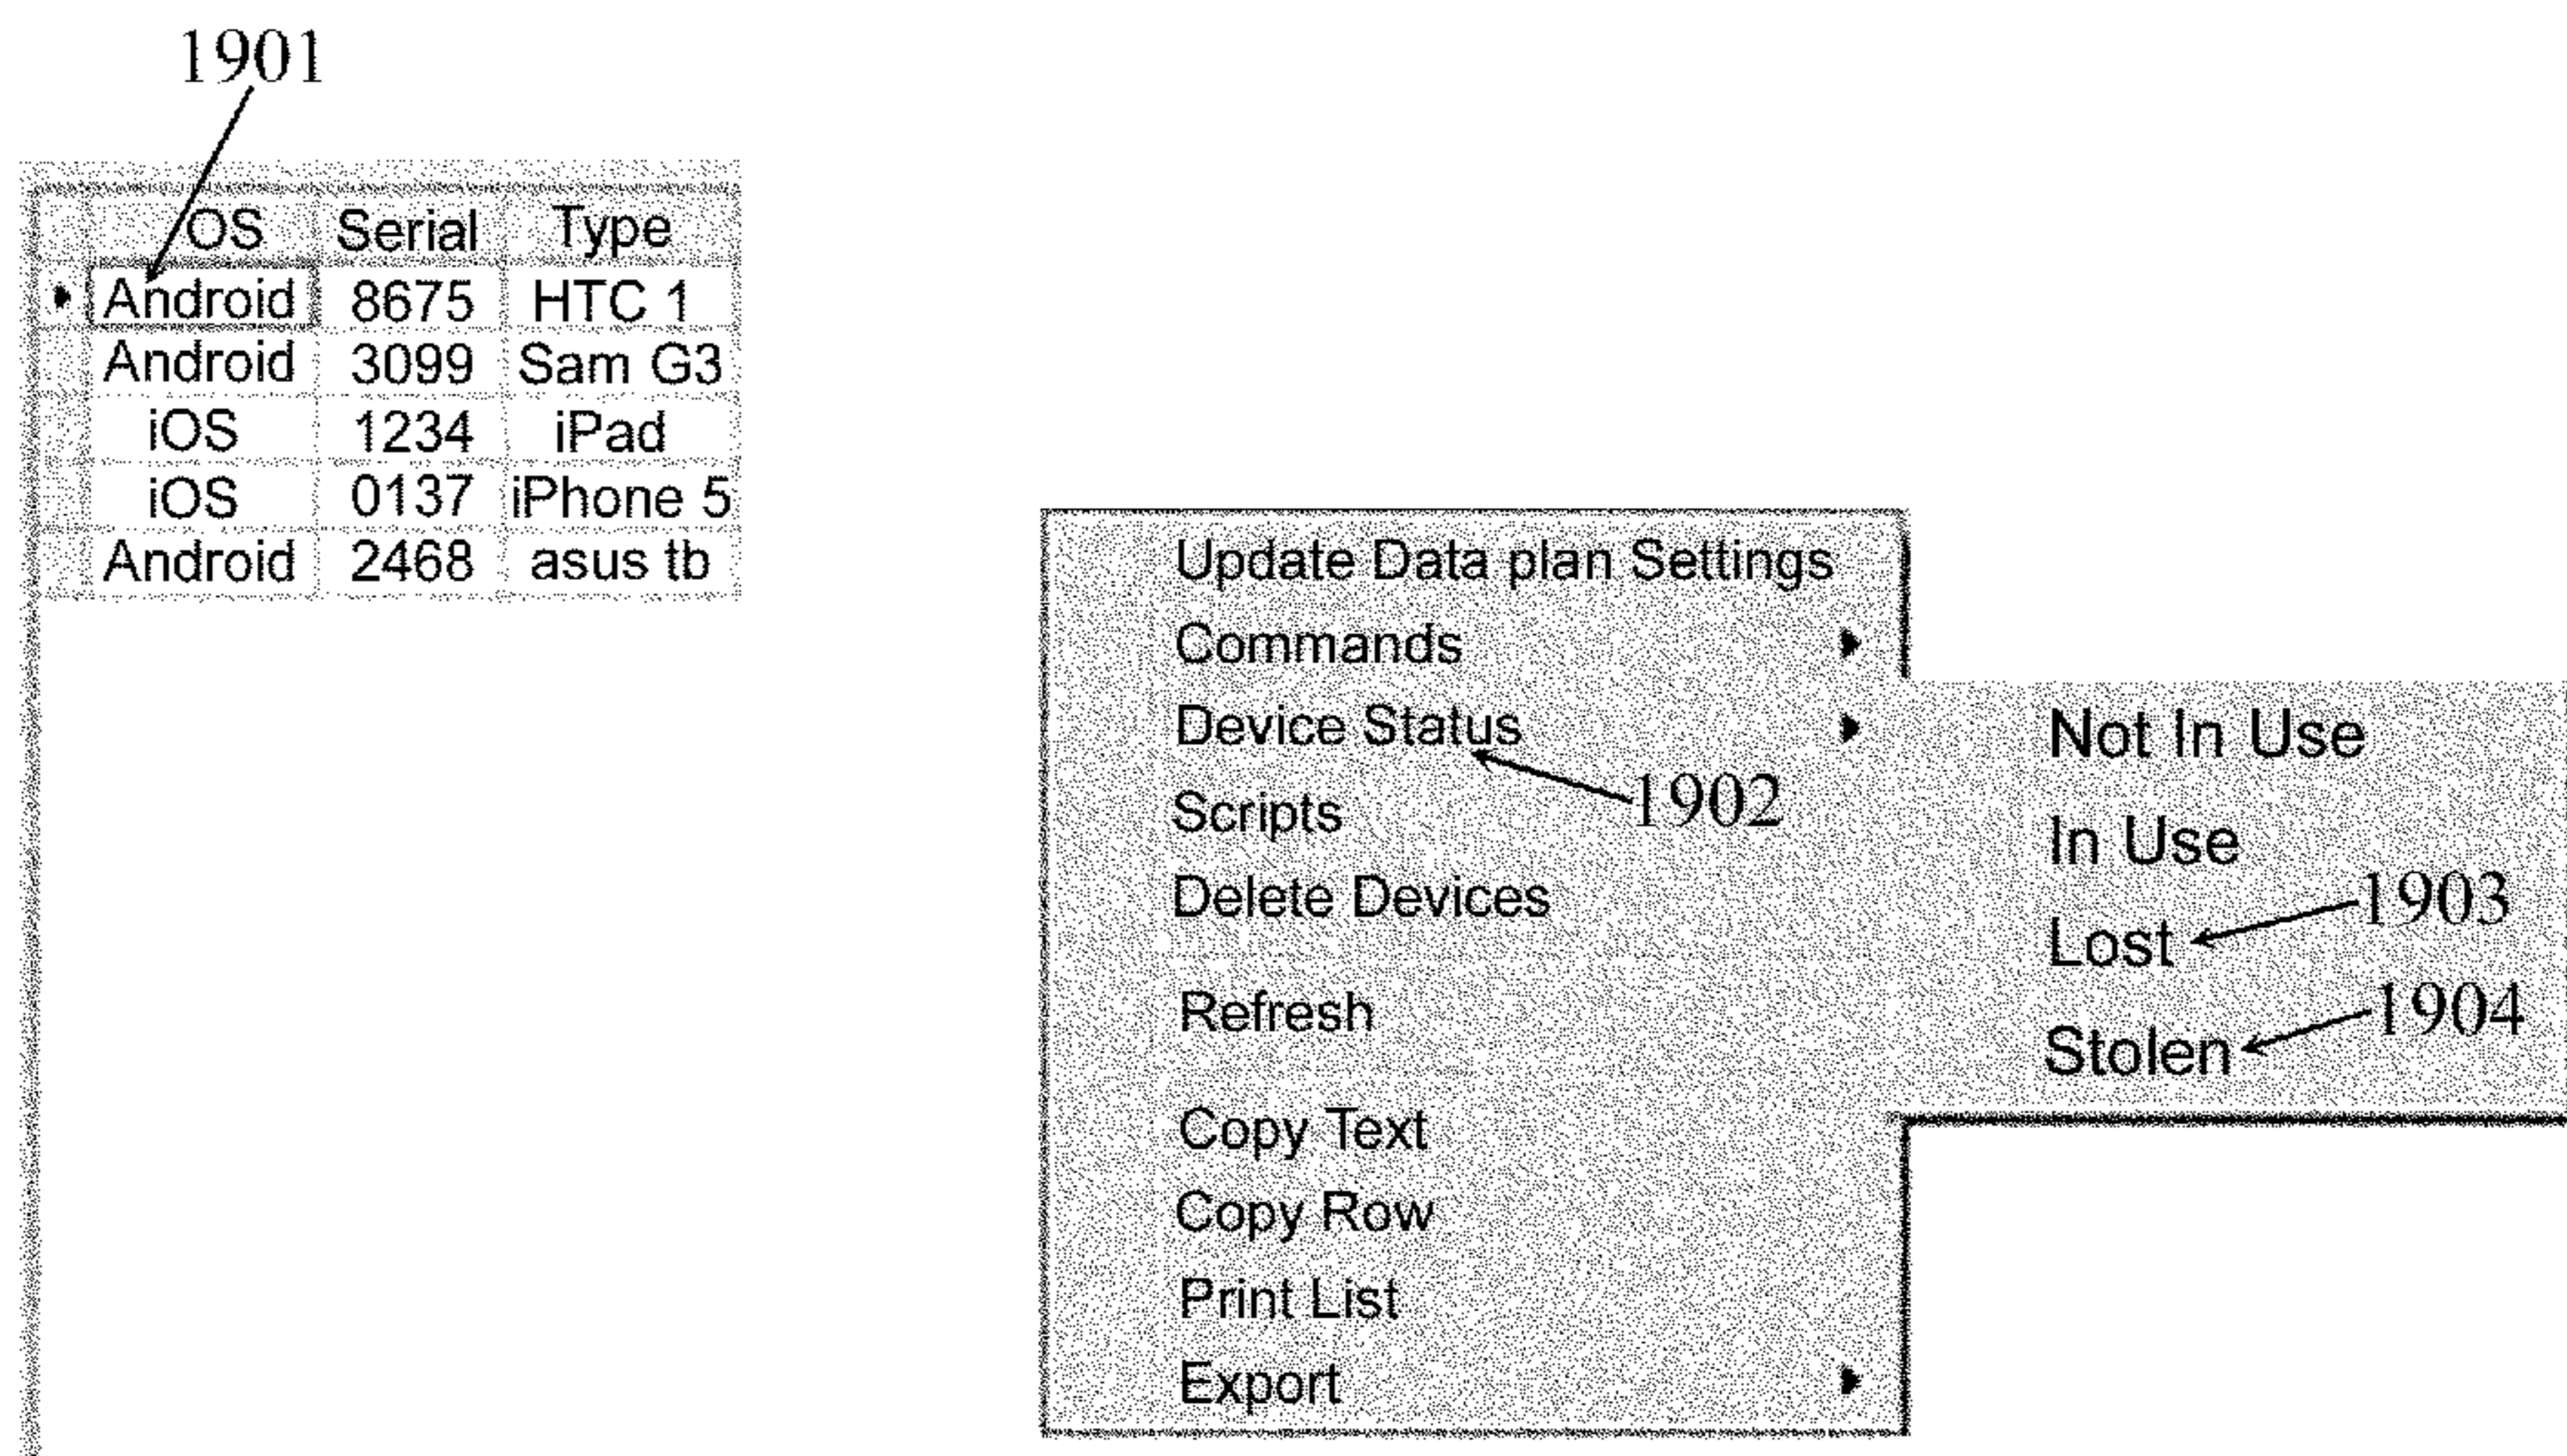 1901
OS Serial Type
Android 8675 HTC 1
Android 3099 Sam G3
iOS 1234 iPad
iOS 0137 iPhone 5
Android 2468 asus tb
Update Data plan Settings
Commands
Device Status
1902
Scripts
Delete Devices
Refresh
Copy Text
Copy Row
Print List
Export
Not In Use
In Use
1903
Lost
1904
Stolen